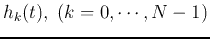 h_k(t), (k = 0, ⋯, N − 1)